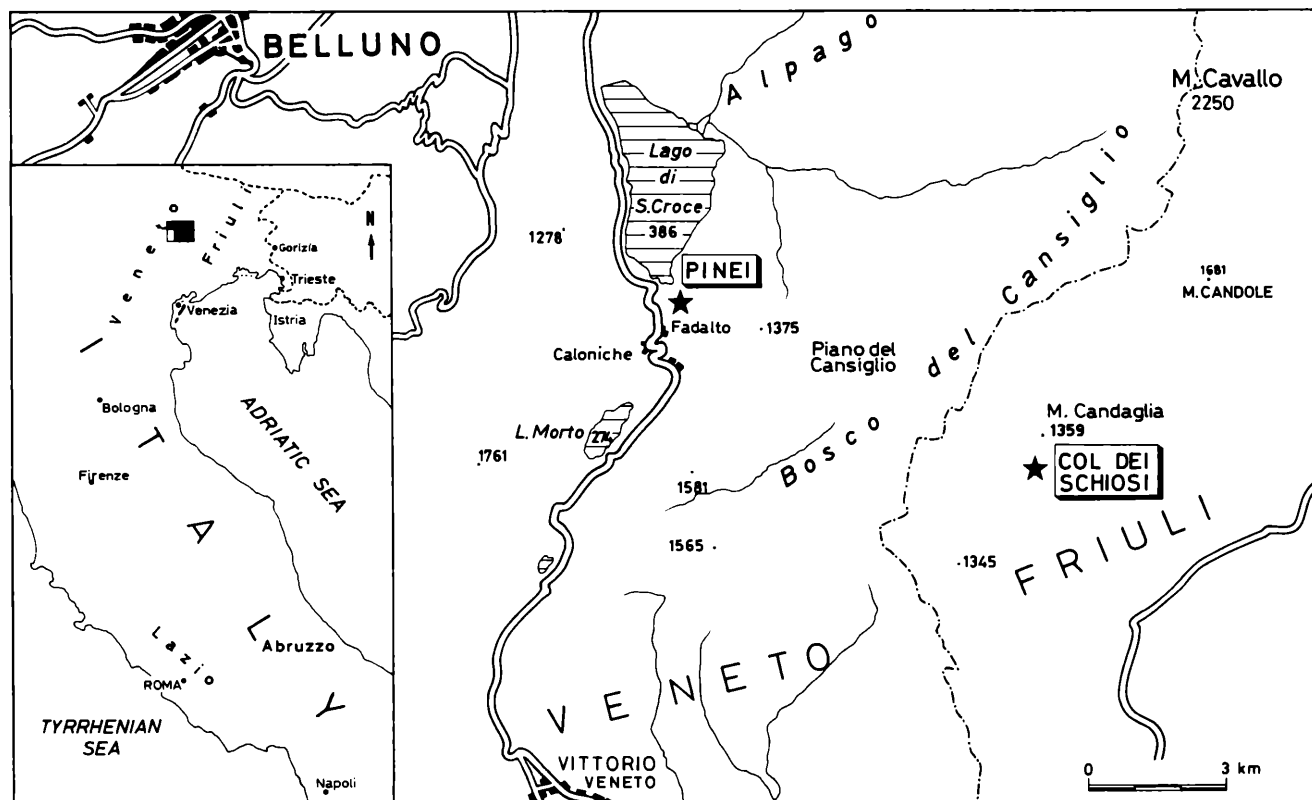 BELLUNO
Alpago
M. Cavallo
2250
Lago
di
S.Croce
386
1278
PINEI
Fadalto
1375
Caloniche
Piano del
Cansiglio
Bosco del Cansiglio
1681
M. CANDOLE
M. Candaglia
1359
COL DEI
SCHIOSI
L. Morto
274
1761
1581
1565
1345
FRIULI
VENETO
VITTORIO
VENETO
0 3 km
N
Friuli
Gorizia
Trieste
Venezia
Istria
Bologna
Firenze
ADRIATIC SEA
ITALY
Abruzzo
Lazio
ROMA
TYRRHENIAN
SEA
Napoli